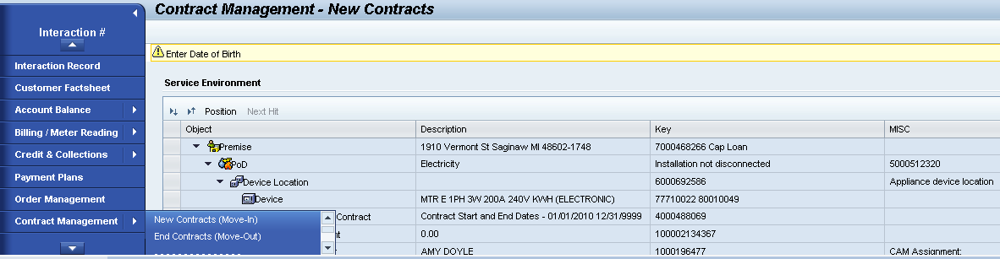 Contract Management - New Contracts
Interaction #
Enter Date of Birth
Interaction Record
Customer Factsheet
Account Balance
Billing / Meter Reading
Credit & Collections
Payment Plans
Order Management
Contract Management
New Contracts (Move-In)
End Contracts (Move-Out)
Service Environment
Position Next Hit
Object Description Key MISC
Premise 1910 Vermont St Saginaw MI 48602-1748 7000468266 Cap Loan
PoD Electricity Installation not disconnected 5000512320
Device Location 6000692586 Appliance device location
Device MTR E 1PH 3W 200A 240V KWH (ELECTRONIC) 77710022 80010049
Contract Contract Start and End Dates - 01/01/2010 12/31/9999 4000488069
nt 0.00 100002134367
AMY DOYLE 1000196477 CAM Assignment: